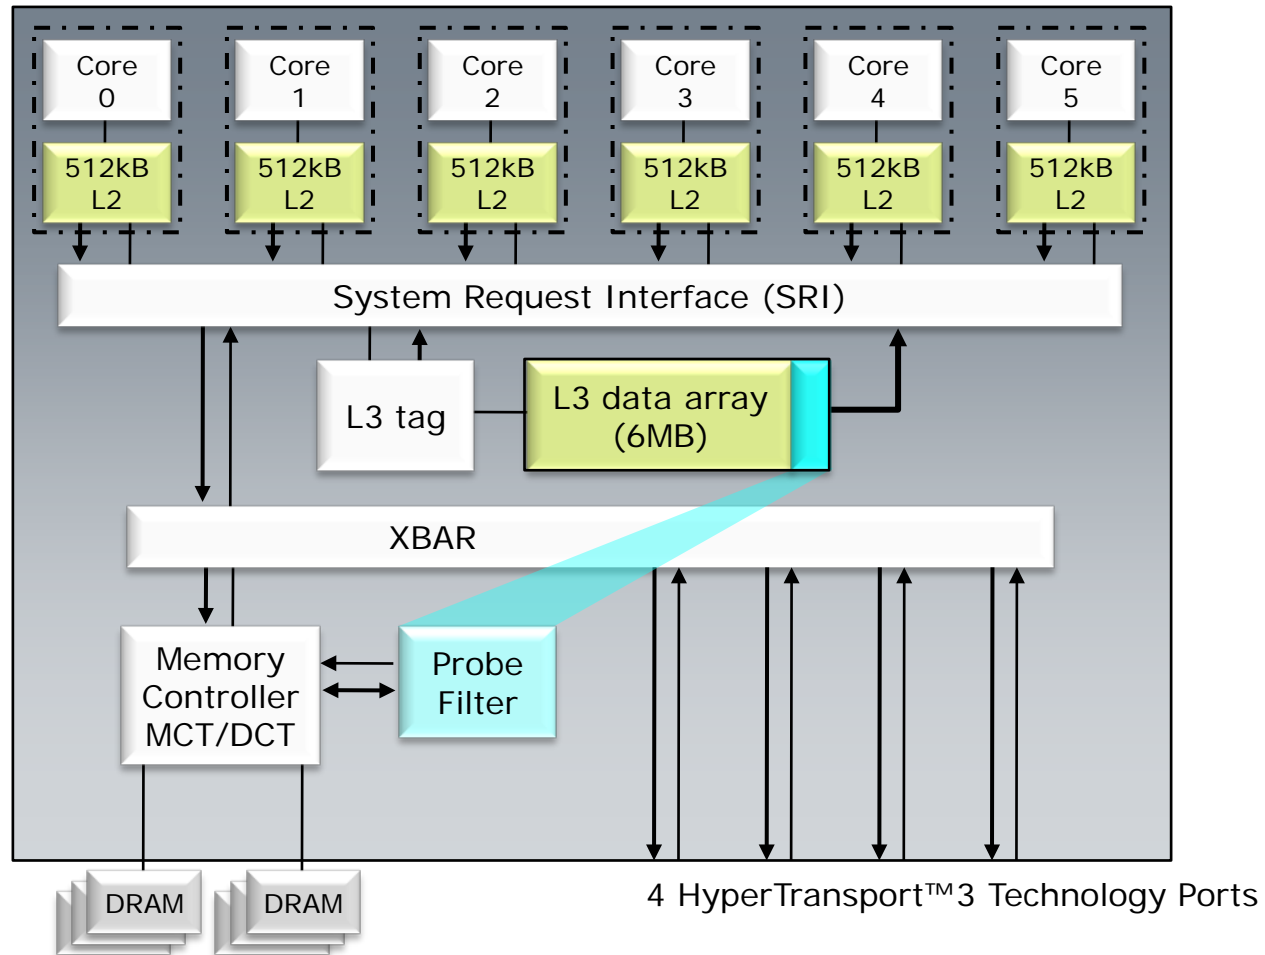 Core
0
Core
1
Core
2
Core
3
Core
4
Core
5
512kB
L2
512kB
L2
512kB
L2
512kB
L2
512kB
L2
512kB
L2
System Request Interface (SRI)
L3 tag
L3 data array
(6MB)
XBAR
Memory
Controller
MCT/DCT
Probe
Filter
DRAM
DRAM
4 HyperTransport™3 Technology Ports